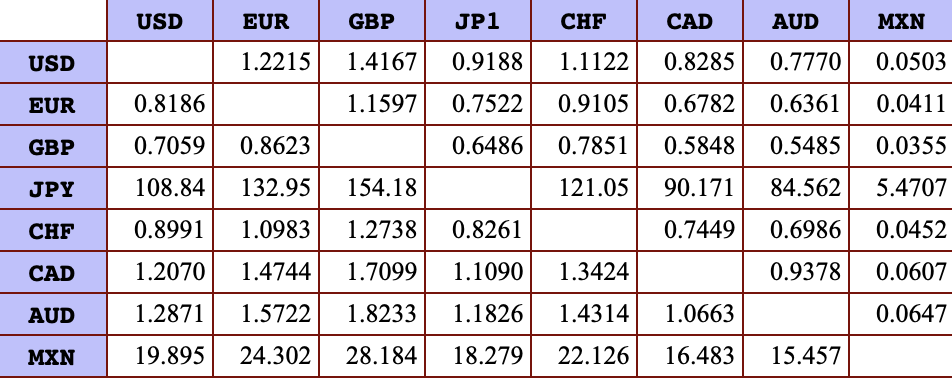 USD EUR GBP JP1 CHF CAD AUD MXN
USD 1.2215 1.4167 0.9188 1.1122 0.8285 0.7770 0.0503
EUR 0.8186 1.1597 0.7522 0.9105 0.6782 0.6361 0.0411
GBP 0.7059 0.8623 0.6486 0.7851 0.5848 0.5485 0.0355
JPY 108.84 132.95 154.18 121.05 90.171 84.562 5.4707
CHF 0.8991 1.0983 1.2738 0.8261 0.7449 0.6986 0.0452
CAD 1.2070 1.4744 1.7099 1.1090 1.3424 0.9378 0.0607
AUD 1.2871 1.5722 1.8233 1.1826 1.4314 1.0663 0.0647
MXN 19.895 24.302 28.184 18.279 22.126 16.483 15.457